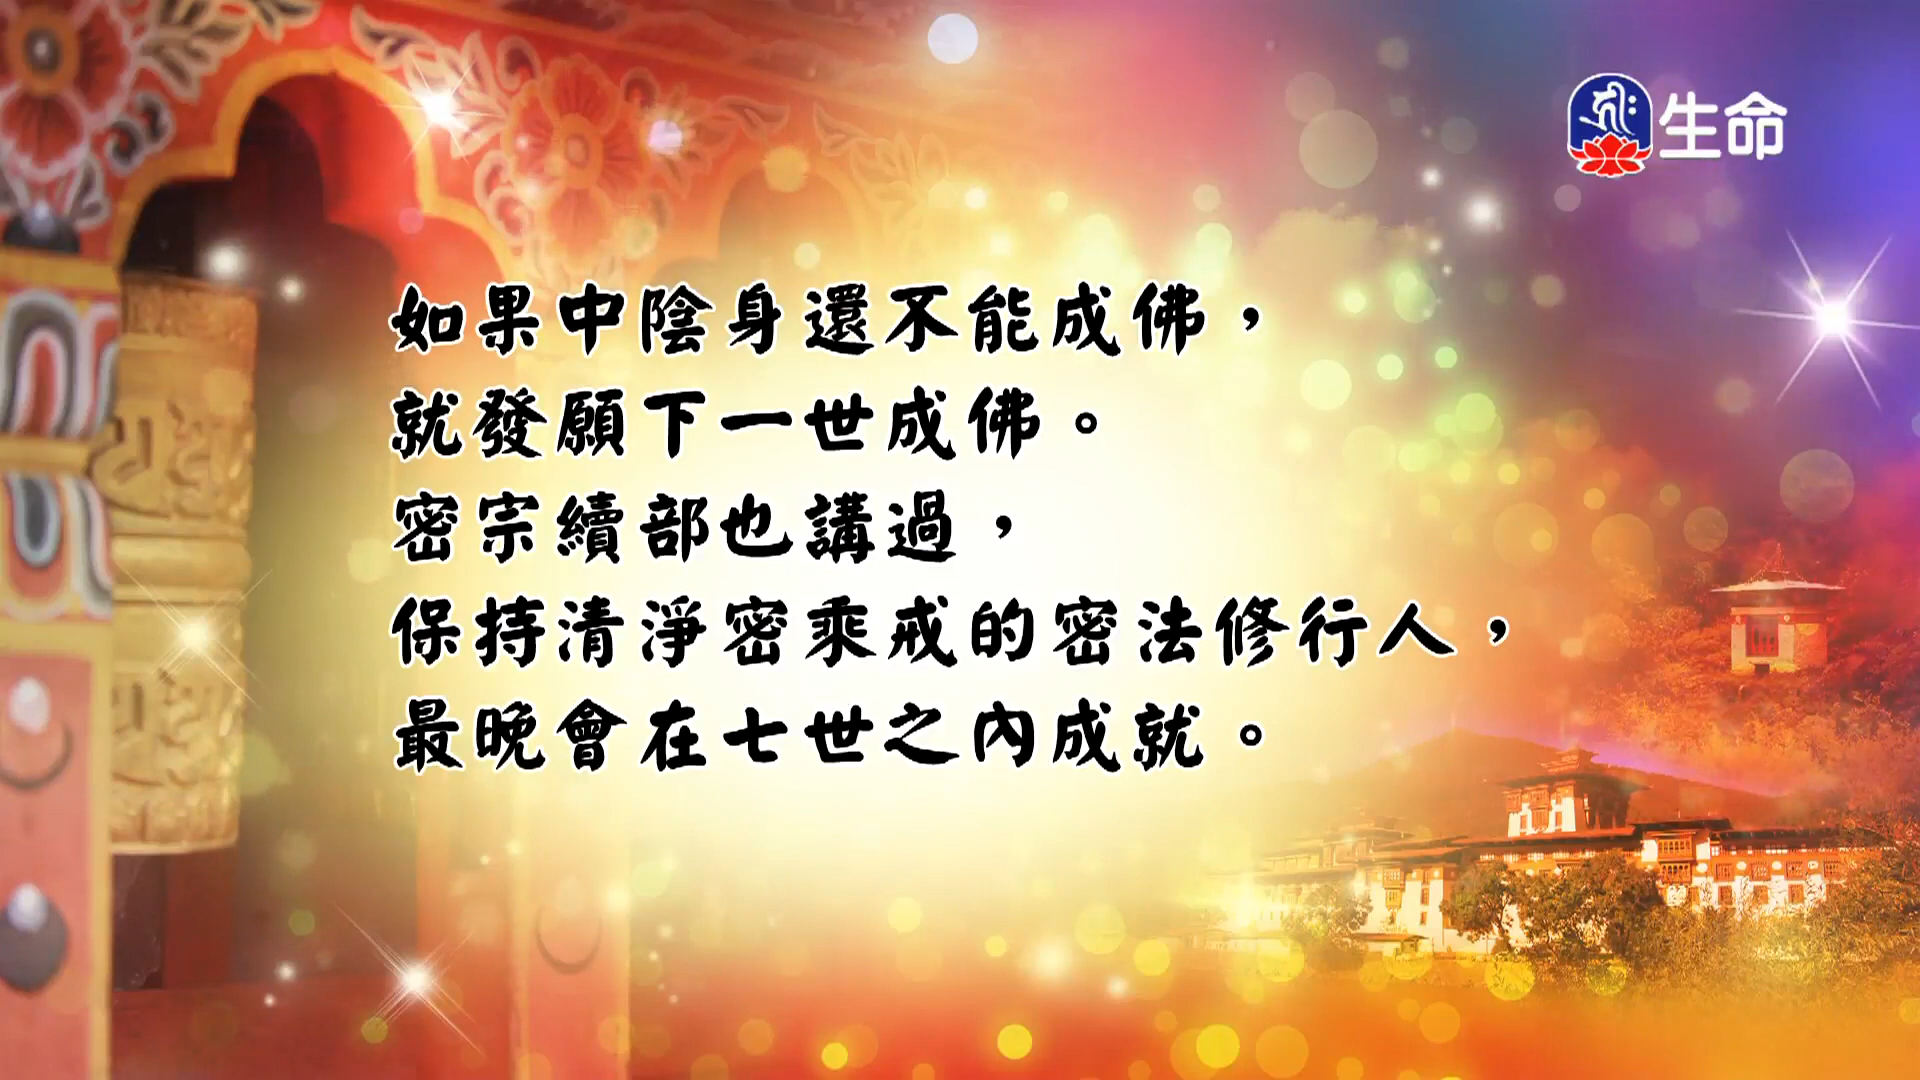 生命
如果中陰身還不能成佛，
就發願下一世成佛。
密宗續部也講過，
保持清淨密乘戒的密法修行人，
最晚會在七世之內成就。